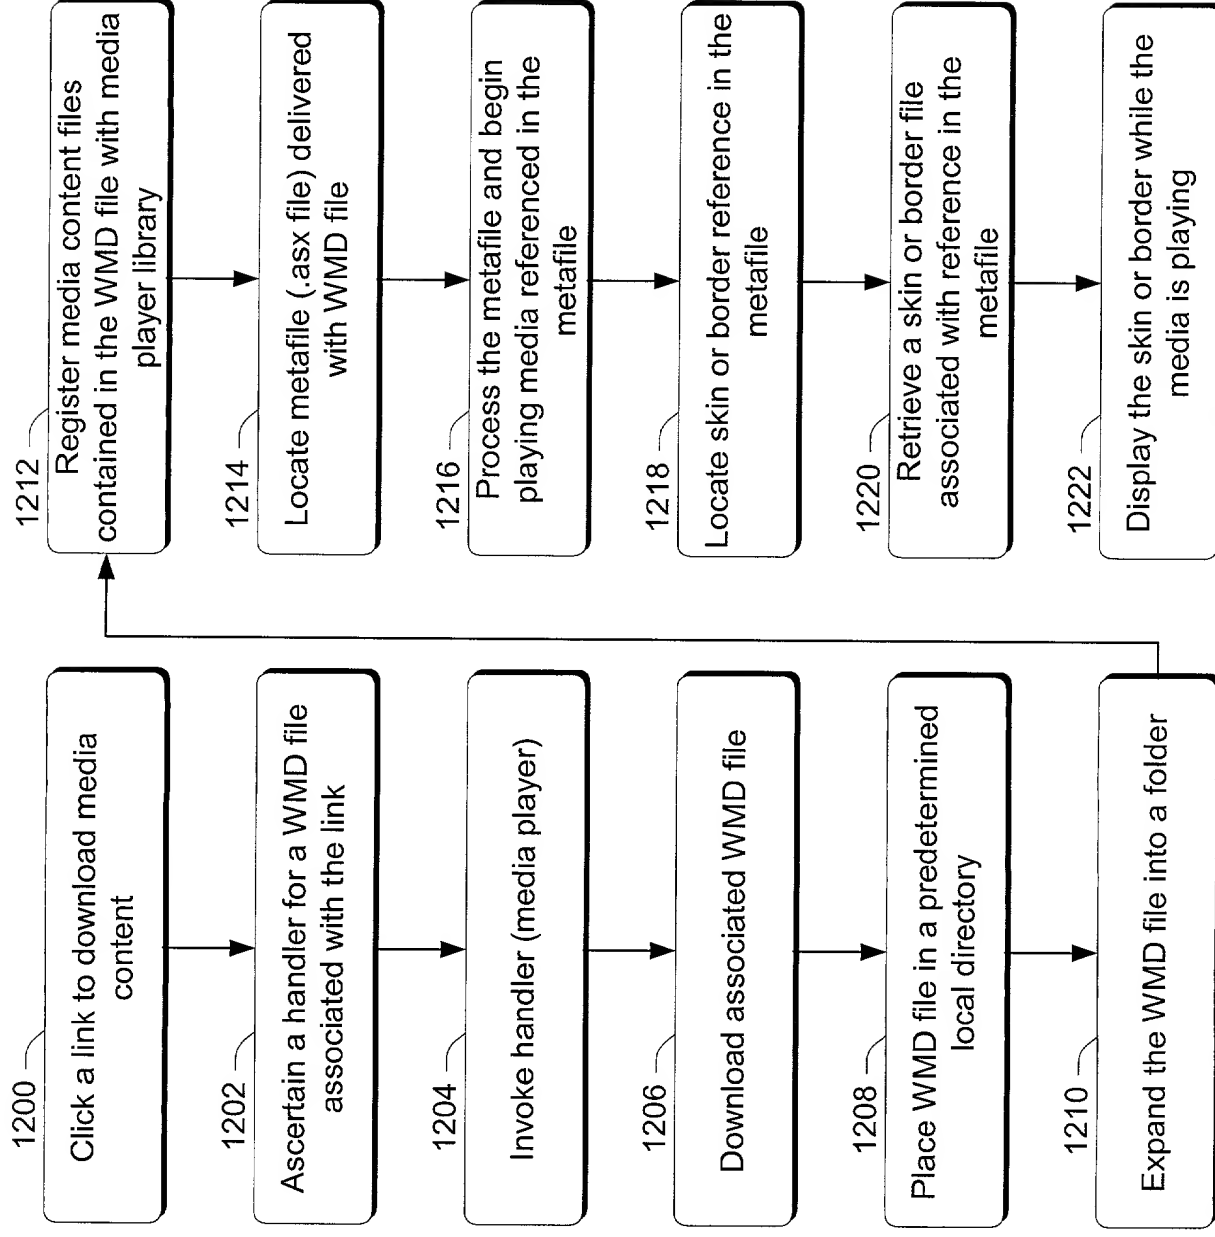 1200
Click a link to download media
content
1202
Ascertain a handler for a WMD file
associated with the link
1204
Invoke handler (media player)
1206
Download associated WMD file
1208
Place WMD file in a predetermined
local directory
1210
Expand the WMD file into a folder
1212
Register media content files
contained in the WMD file with media
player library
1214
Locate metafile (.asx file) delivered
with WMD file
1216
Process the metafile and begin
playing media referenced in the
metafile
1218
Locate skin or border reference in the
metafile
1220
Retrieve a skin or border file
associated with reference in the
metafile
1222
Display the skin or border while the
media is playing